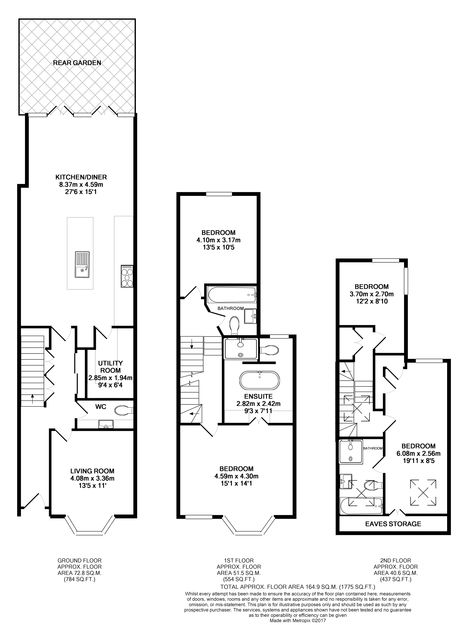 REAR GARDEN
KITCHEN/DINER
8.37m x 4.59m
27'6 x 15'1
UTILITY
ROOM
2.85m x 1.94m
9'4 x 6'4
WC
LIVING ROOM
4.08m x 3.36m
13'5 x 11'
GROUND FLOOR
APPROX. FLOOR
AREA 72.8 SQ.M.
(784 SQ.FT.)
BEDROOM
4.10m x 3.17m
13'5 x 10'5
BATHROOM
ENSUITE
2.82m x 2.42m
9'3 x 7'11
BEDROOM
4.59m x 4.30m
15'1 x 14'1
1ST FLOOR
APPROX. FLOOR
AREA 51.5 SQ.M.
(554 SQ.FT.)
BEDROOM
3.70m x 2.70m
12'2 x 8'10
BATHROOM
BEDROOM
6.08m x 2.56m
19'11 x 8'5
EAVES STORAGE
2ND FLOOR
APPROX. FLOOR
AREA 40.6 SQ.M.
(437 SQ.FT.)
TOTAL APPROX. FLOOR AREA 164.9 SQ.M. (1775 SQ.FT.)
Whilst every attempt has been made to ensure the accuracy of the floor plan contained here, measurements
of doors, windows, rooms and any other items are approximate and no responsibility is taken for any error,
omission, or mis-statement. This plan is for illustrative purposes only and should be used as such by any
prospective purchaser. The services, systems and appliances shown have not been tested and no guarantee
as to their operability or efficiency can be given
Made with Metropix ©2017